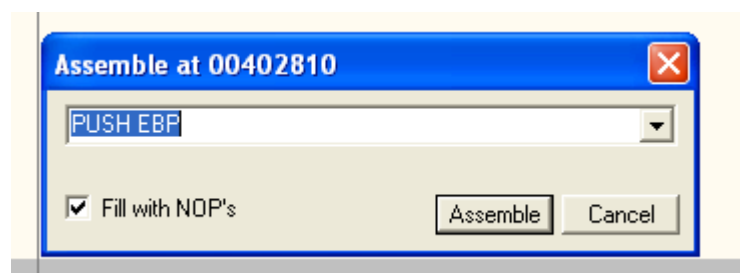 Assemble at 00402810
PUSH EBP
Fill with NOP's
Assemble
Cancel